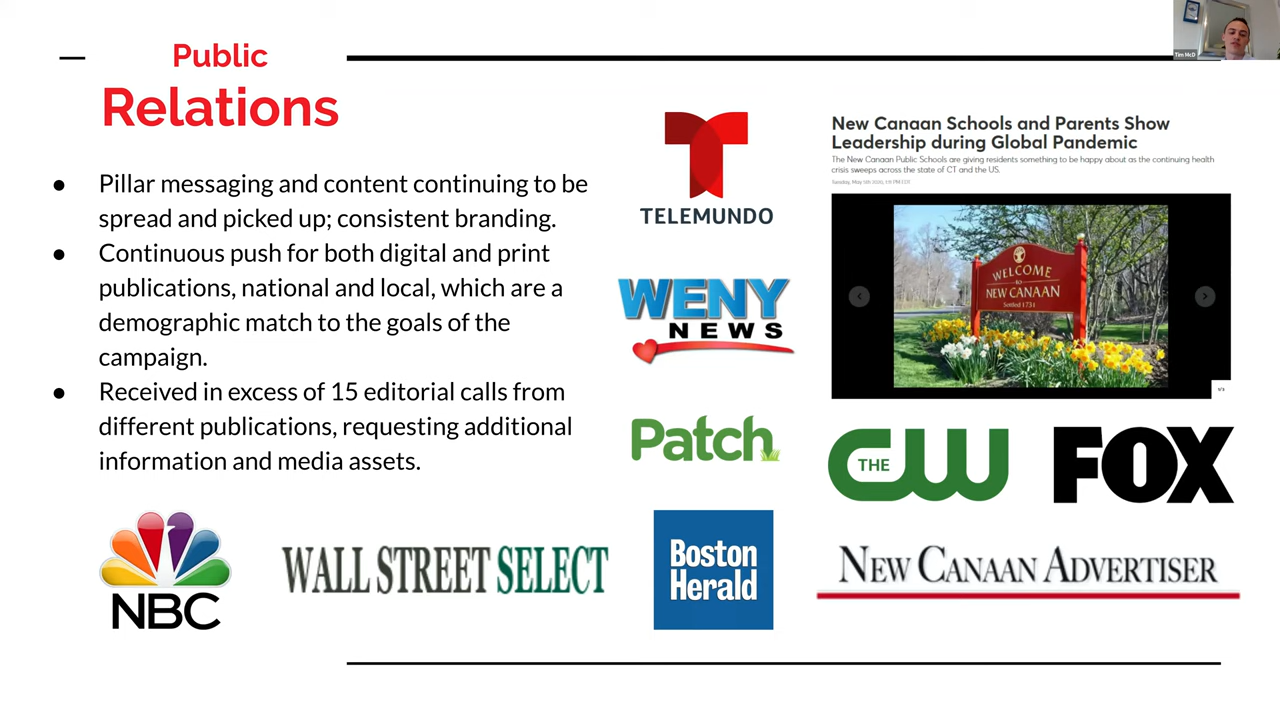 Public
Relations
● Pillar messaging and content continuing to be
spread and picked up; consistent branding.
● Continuous push for both digital and print
publications, national and local, which are a
demographic match to the goals of the
campaign.
● Received in excess of 15 editorial calls from
different publications, requesting additional
information and media assets.
TELEMUNDO
WENY
NEWS
Patch
New Canaan Schools and Parents Show
Leadership during Global Pandemic
The New Canaan Public Schools are giving residents something to be happy about as the continuing health
crisis sweeps across the state of CT and the US.
WELCOME
to
NEW CANAAN
Settled 1731
1/3
THE CW
FOX
NBC
WALL STREET SELECT
Boston
Herald
NEW CANAAN ADVERTISER
Tim McD